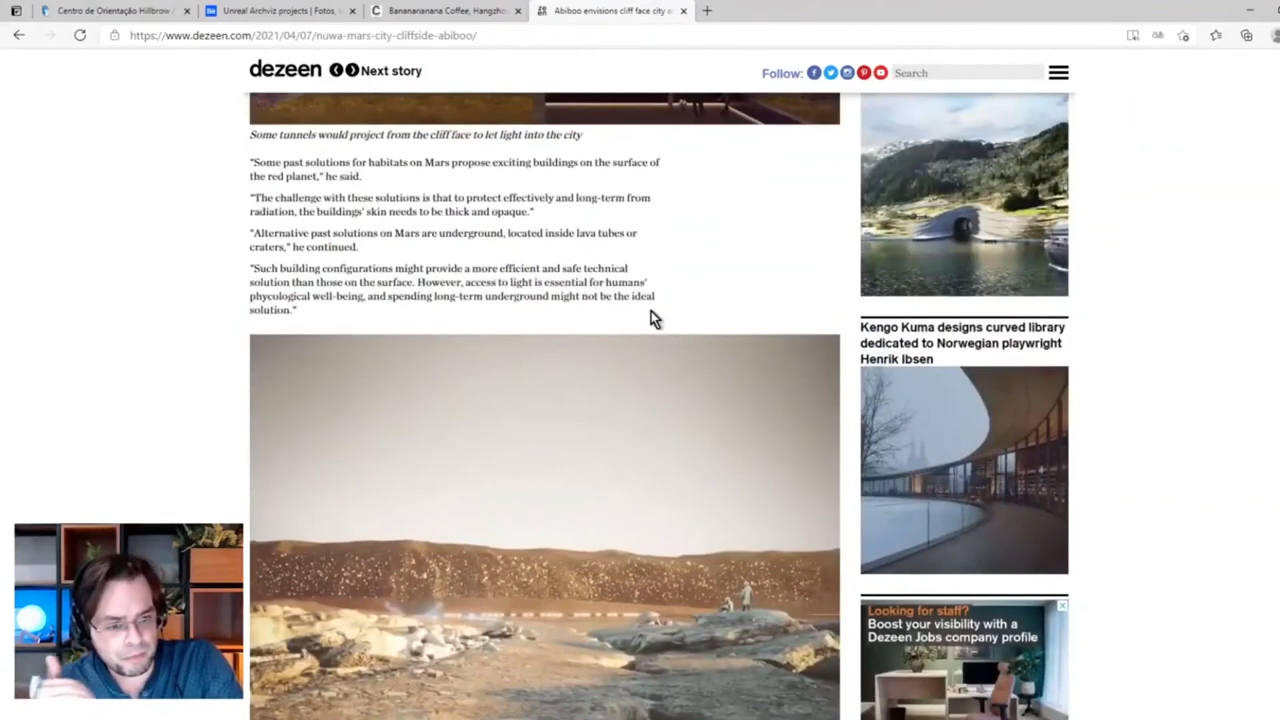 Centro de Orientação Hillbrow /
Unreal Archviz projects | Fotos,
Banananananana Coffee, Hangzho
Abiboo envisions cliff face city a
https://www.dezeen.com/2021/04/07/nuwa-mars-city-cliffside-abiboo/
dezeen
Next story
Follow:
Search
Some tunnels would project from the cliff face to let light into the city
"Some past solutions for habitats on Mars propose exciting buildings on the surface of
the red planet," he said.
"The challenge with these solutions is that to protect effectively and long-term from
radiation, the buildings' skin needs to be thick and opaque."
"Alternative past solutions on Mars are underground, located inside lava tubes or
craters," he continued.
"Such building configurations might provide a more efficient and safe technical
solution than those on the surface. However, access to light is essential for humans'
phycological well-being, and spending long-term underground might not be the ideal
solution."
Kengo Kuma designs curved library
dedicated to Norwegian playwright
Henrik Ibsen
Looking for staff?
Boost your visibility with a
Dezeen Jobs company profile